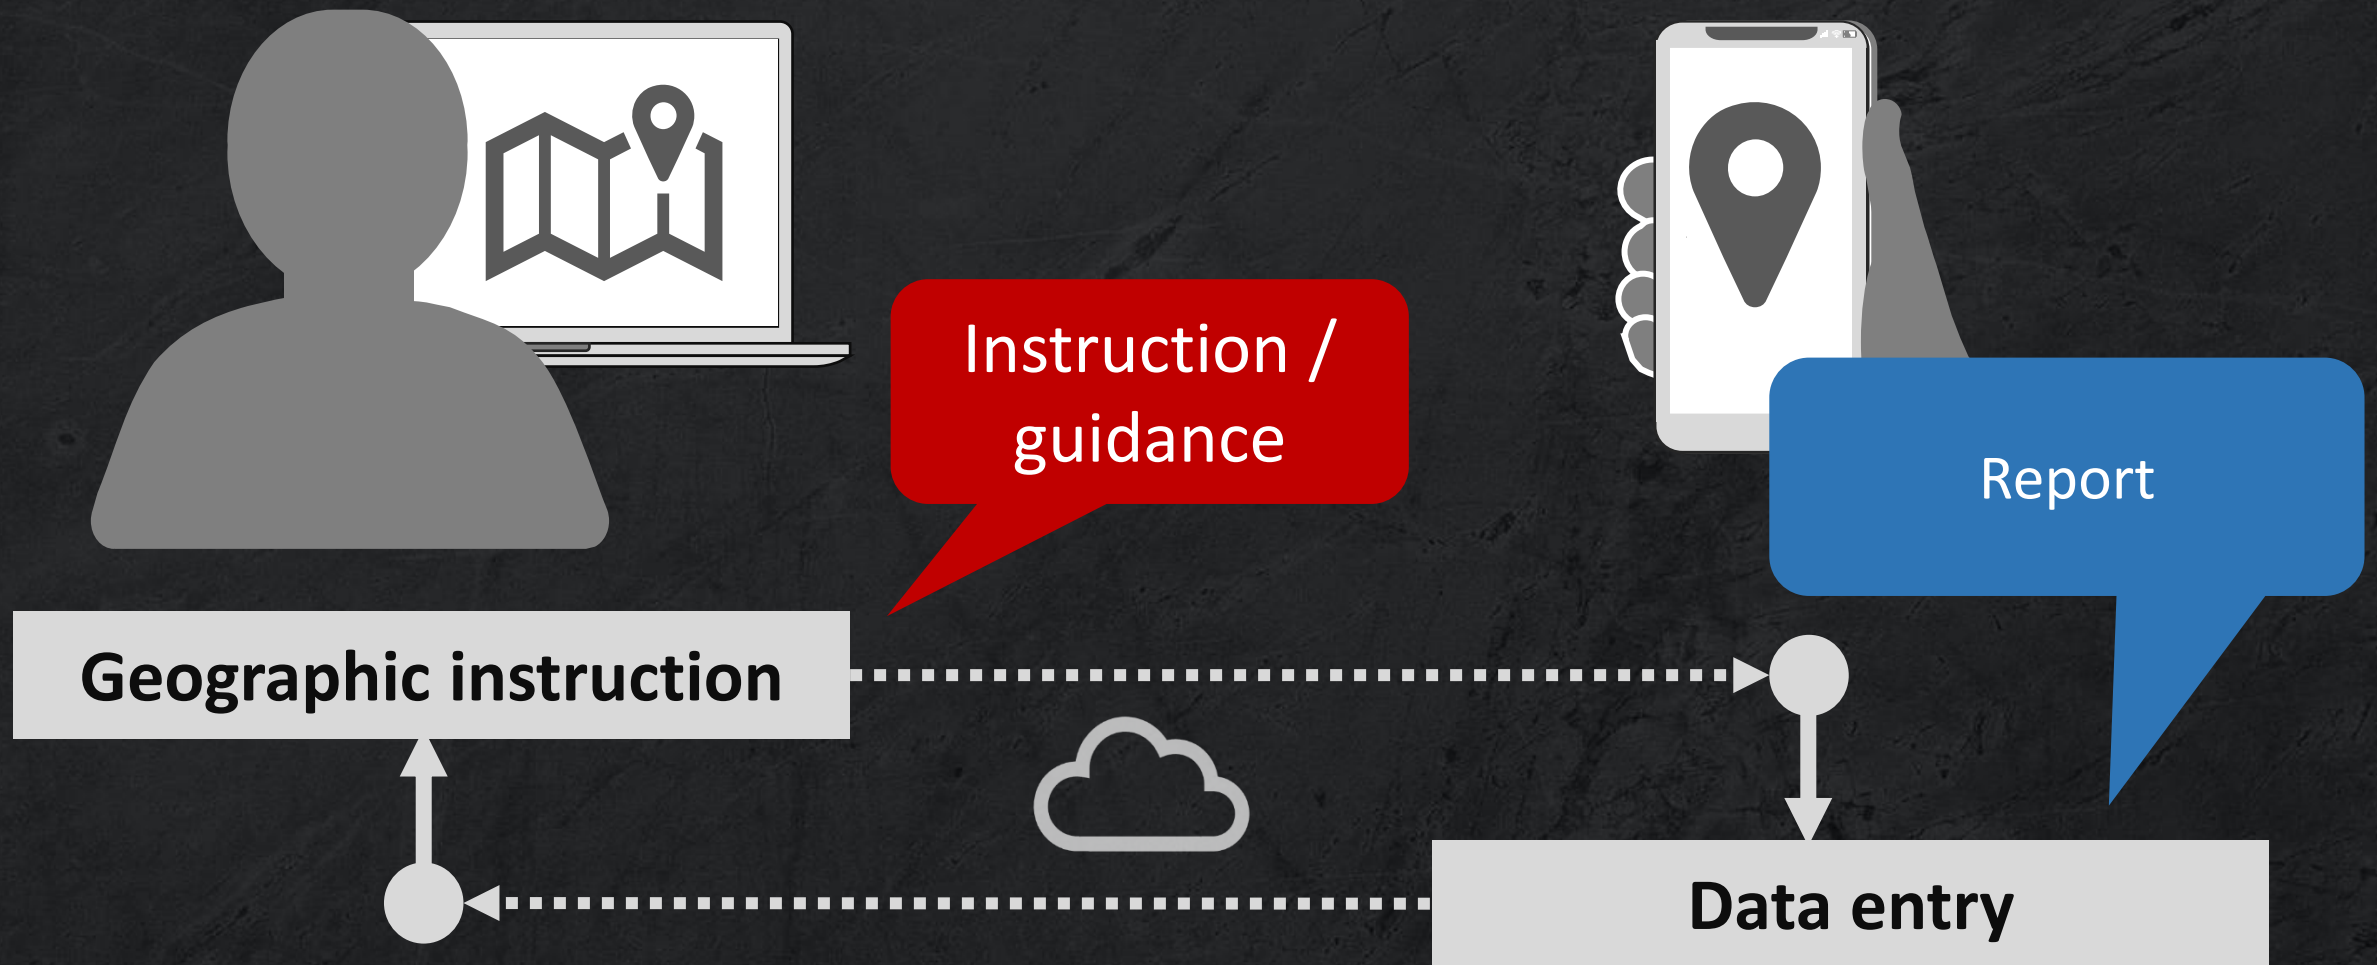 Instruction /
guidance
Report
Geographic instruction
Data entry